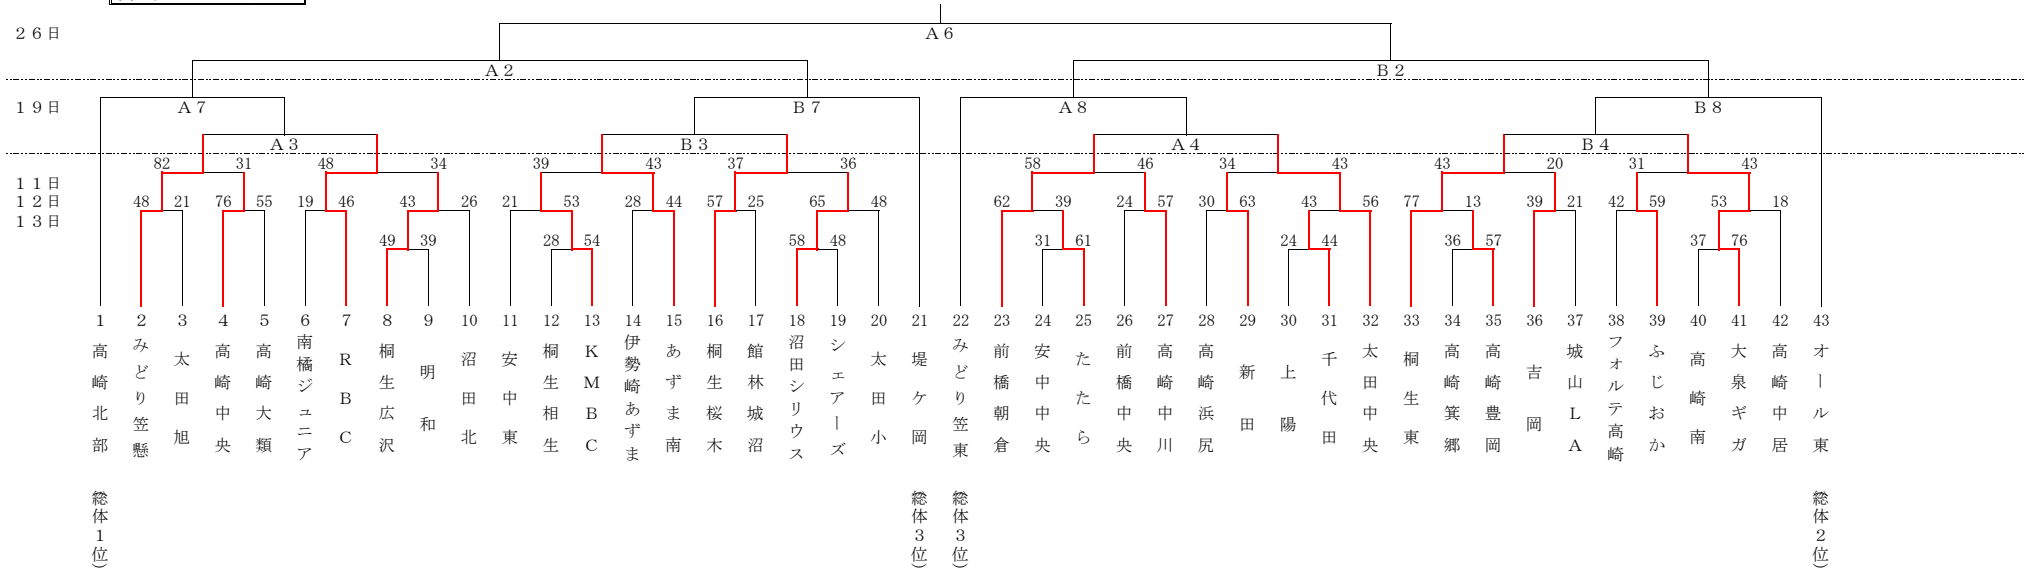 ２６日
Ａ６
Ａ２
Ｂ２
１９日
Ａ７
Ｂ７
Ａ８
Ｂ８
Ａ３
Ｂ３
Ａ４
Ｂ４
82 31 48 34 39 43 37 36 58 46 34 43 43 20 31 43
１１日
１２日
１３日
48 21 76 55 19 46 43 26 21 53 28 44 57 25 65 48 62 39 24 57 30 63 43 56 77 13 39 21 42 59 53 18
49 39 28 54 58 48 31 61 24 44 36 57 37 76
1 2 3 4 5 6 7 8 9 10 11 12 13 14 15 16 17 18 19 20 21 22 23 24 25 26 27 28 29 30 31 32 33 34 35 36 37 38 39 40 41 42 43
高崎北部
みどり笠懸
太田旭
高崎中央
高崎大類
南橘ジュニア
ＲＢＣ
桐生広沢
明和
沼田北
安中東
桐生相生
ＫＭＢＣ
伊勢崎あずま
あずま南
桐生桜木
館林城沼
沼田シリウス
シェアーズ
太田小
堤ケ岡
みどり笠東
前橋朝倉
安中中央
たたら
前橋中央
高崎中川
高崎浜尻
新田
上陽
千代田
太田中央
桐生東
高崎箕郷
高崎豊岡
吉岡
城山ＬＡ
フォルテ高崎
ふじおか
高崎南
大泉ギガ
高崎中居
オール東
（総体１位）
（総体３位）
（総体３位）
（総体２位）